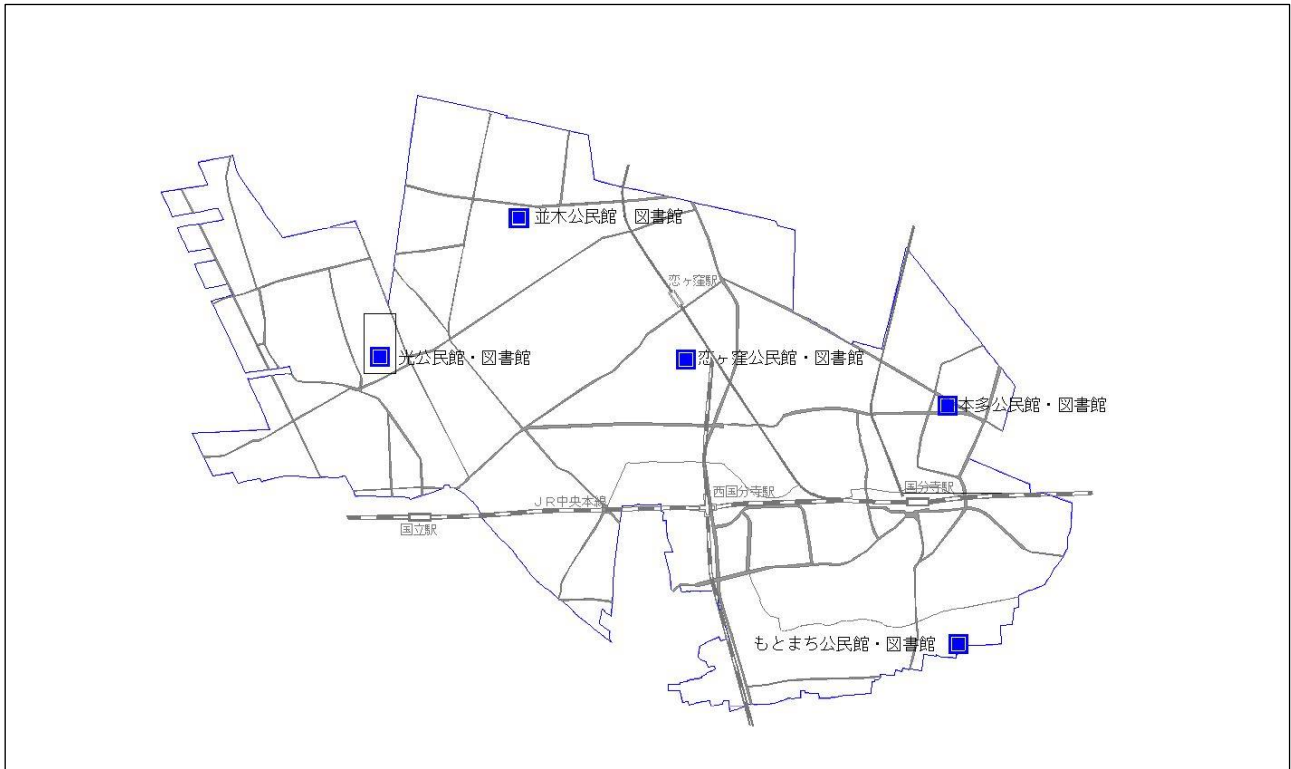 並木公民館・図書館
恋ヶ窪駅
光公民館・図書館
恋ヶ窪公民館・図書館
本多公民館・図書館
西国分寺駅
国分寺駅
JR中央本線
国立駅
もとまち公民館・図書館